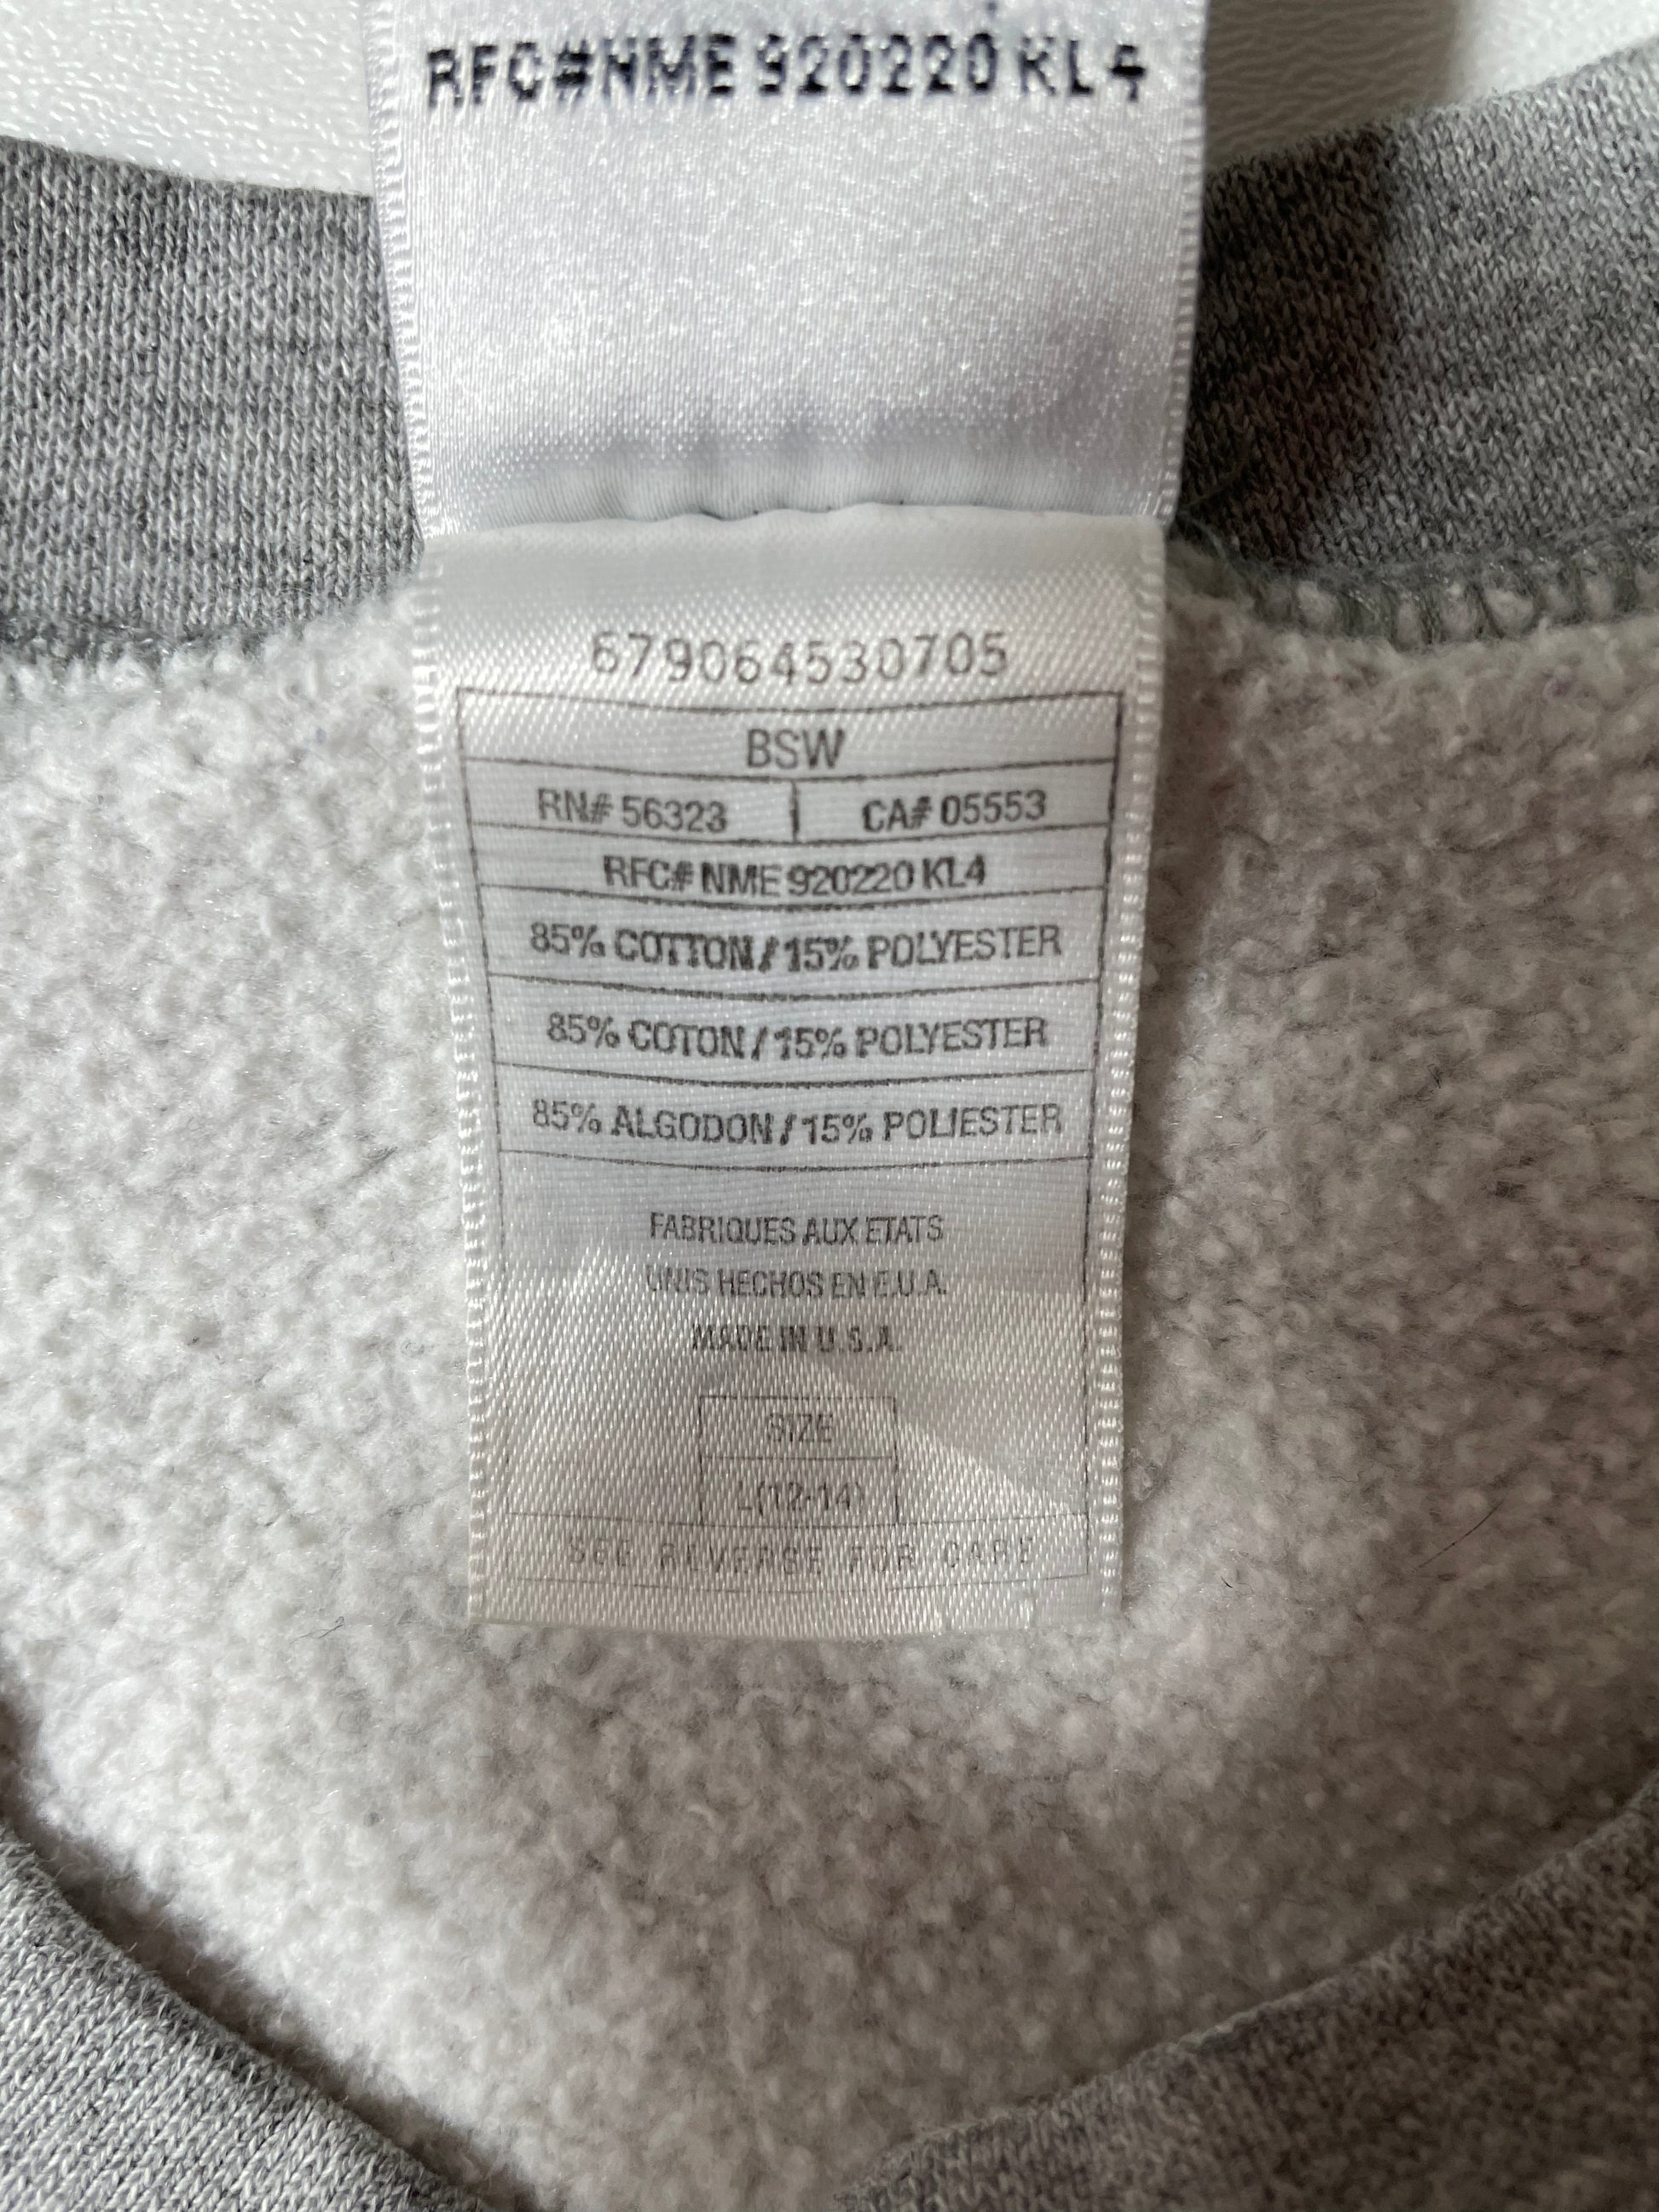 RFC#NME 920220 KL4
679064530705
BSW
RN# 56323 CA# 05553
RFC# NME 920220 KL4
85% COTTON / 15% POLYESTER
85% COTON / 15% POLYESTER
85% ALGODON / 15% POLIESTER
FABRIQUES AUX ETATS
UNIS HECHOS EN E.U.A.
MADE IN U.S.A.
SIZE
L(12-14)
SEE REVERSE FOR CARE